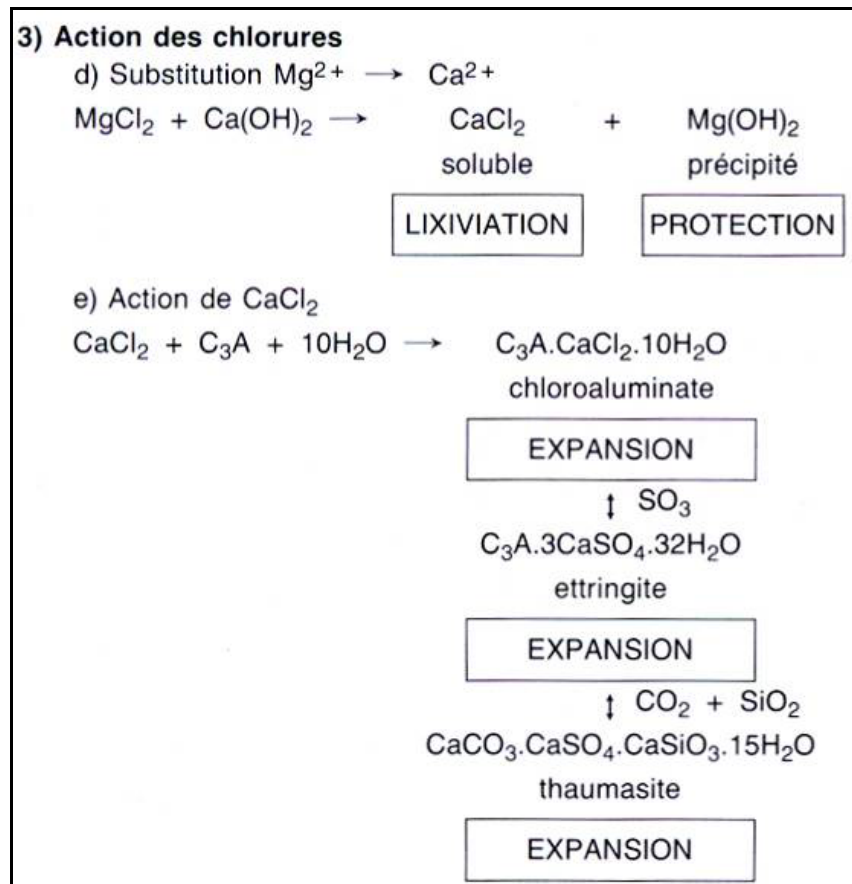 3) Action des chlorures
d) Substitution Mg²⁺ → Ca²⁺
MgCl₂ + Ca(OH)₂ → CaCl₂ + Mg(OH)₂
soluble précipité
LIXIVIATION PROTECTION
e) Action de CaCl₂
CaCl₂ + C₃A + 10H₂O → C₃A.CaCl₂.10H₂O
chloroaluminate
EXPANSION
↕ SO₃
C₃A.3CaSO₄.32H₂O
ettringite
EXPANSION
↕ CO₂ + SiO₂
CaCO₃.CaSO₄.CaSiO₃.15H₂O
thaumasite
EXPANSION